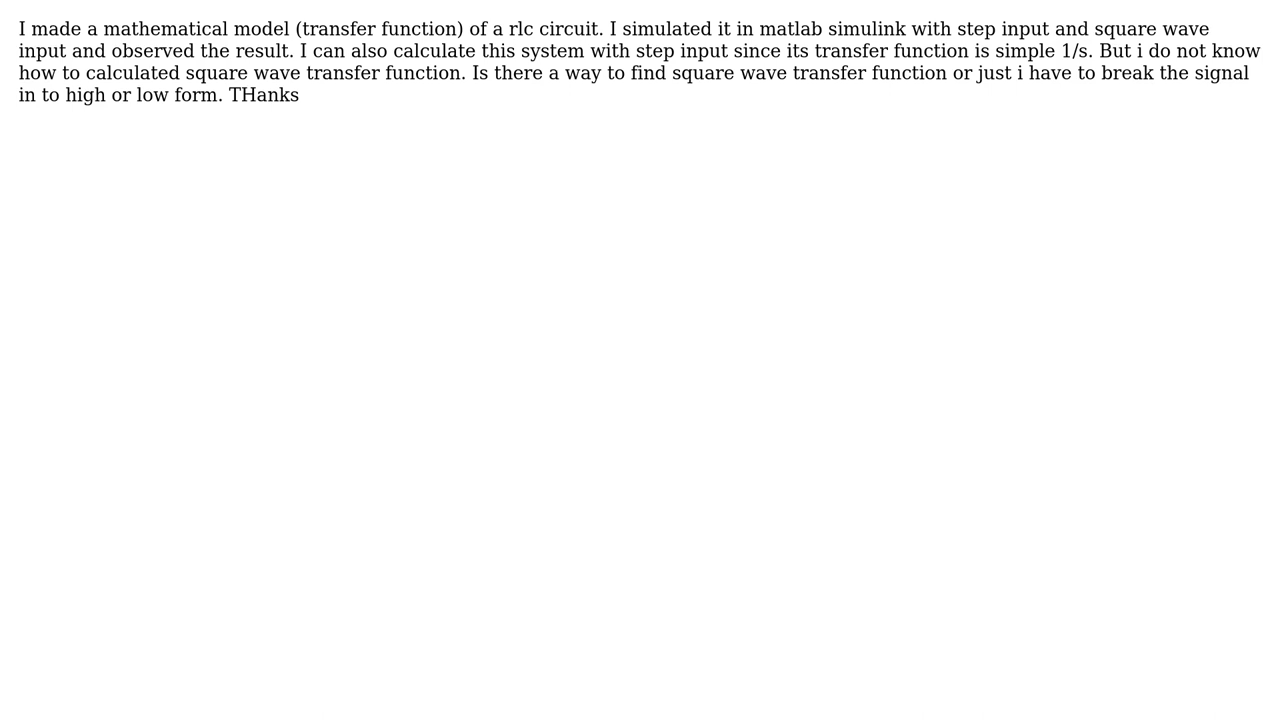 I made a mathematical model (transfer function) of a rlc circuit. I simulated it in matlab simulink with step input and square wave
input and observed the result. I can also calculate this system with step input since its transfer function is simple 1/s. But i do not know
how to calculated square wave transfer function. Is there a way to find square wave transfer function or just i have to break the signal
in to high or low form. THanks